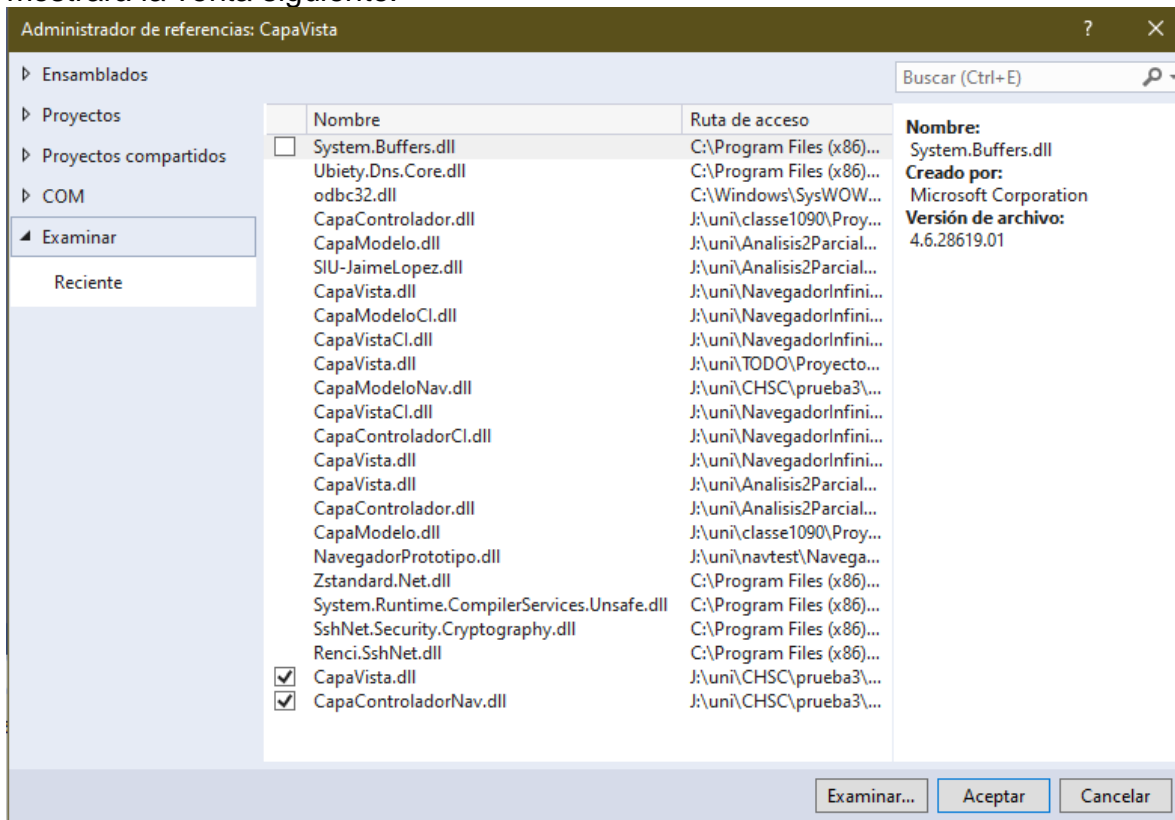 mostrará la venta siguiente.
Administrador de referencias: CapaVista
Ensamblados
Proyectos
Proyectos compartidos
COM
Examinar
Reciente
Buscar (Ctrl+E)
Nombre Ruta de acceso
System.Buffers.dll C:\Program Files (x86)...
Ubiety.Dns.Core.dll C:\Program Files (x86)...
odbc32.dll C:\Windows\SysWOW...
CapaControlador.dll J:\uni\classe1090\Proy...
CapaModelo.dll J:\uni\Analisis2Parcial...
SIU-JaimeLopez.dll J:\uni\Analisis2Parcial...
CapaVista.dll J:\uni\NavegadorInfini...
CapaModeloCl.dll J:\uni\NavegadorInfini...
CapaVistaCl.dll J:\uni\NavegadorInfini...
CapaVista.dll J:\uni\TODO\Proyecto...
CapaModeloNav.dll J:\uni\CHSC\prueba3\...
CapaVistaCl.dll J:\uni\NavegadorInfini...
CapaControladorCl.dll J:\uni\NavegadorInfini...
CapaVista.dll J:\uni\NavegadorInfini...
CapaVista.dll J:\uni\Analisis2Parcial...
CapaControlador.dll J:\uni\Analisis2Parcial...
CapaModelo.dll J:\uni\classe1090\Proy...
NavegadorPrototipo.dll J:\uni\navtest\Navega...
Zstandard.Net.dll C:\Program Files (x86)...
System.Runtime.CompilerServices.Unsafe.dll C:\Program Files (x86)...
SshNet.Security.Cryptography.dll C:\Program Files (x86)...
Renci.SshNet.dll C:\Program Files (x86)...
CapaVista.dll J:\uni\CHSC\prueba3\...
CapaControladorNav.dll J:\uni\CHSC\prueba3\...
Nombre:
System.Buffers.dll
Creado por:
Microsoft Corporation
Versión de archivo:
4.6.28619.01
Examinar... Aceptar Cancelar